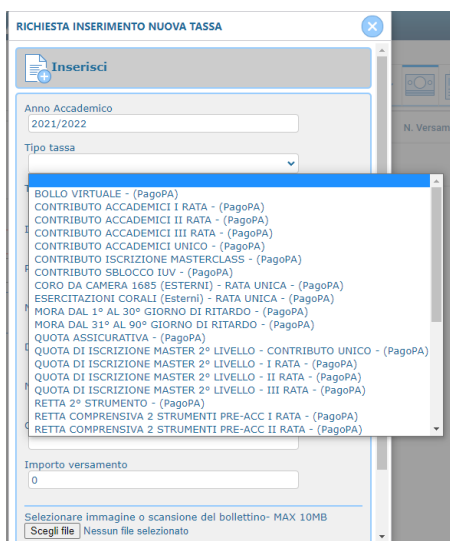 RICHIESTA INSERIMENTO NUOVA TASSA
Inserisci
Anno Accademico
2021/2022
N. Versam
Tipo tassa
BOLLO VIRTUALE - (PagoPA)
CONTRIBUTO ACCADEMICI I RATA - (PagoPA)
CONTRIBUTO ACCADEMICI II RATA - (PagoPA)
CONTRIBUTO ACCADEMICI III RATA - (PagoPA)
CONTRIBUTO ACCADEMICI UNICO - (PagoPA)
CONTRIBUTO ISCRIZIONE MASTERCLASS - (PagoPA)
CONTRIBUTO SBLOCCO IUV - (PagoPA)
CORO DA CAMERA 1685 (ESTERNI) - RATA UNICA - (PagoPA)
ESERCITAZIONI CORALI (Esterni) - RATA UNICA - (PagoPA)
MORA DAL 1° AL 30° GIORNO DI RITARDO - (PagoPA)
MORA DAL 31° AL 90° GIORNO DI RITARDO - (PagoPA)
QUOTA ASSICURATIVA - (PagoPA)
QUOTA DI ISCRIZIONE MASTER 2° LIVELLO - CONTRIBUTO UNICO - (PagoPA)
QUOTA DI ISCRIZIONE MASTER 2° LIVELLO - I RATA - (PagoPA)
QUOTA DI ISCRIZIONE MASTER 2° LIVELLO - II RATA - (PagoPA)
QUOTA DI ISCRIZIONE MASTER 2° LIVELLO - III RATA - (PagoPA)
RETTA 2° STRUMENTO - (PagoPA)
RETTA COMPRENSIVA 2 STRUMENTI PRE-ACC I RATA - (PagoPA)
RETTA COMPRENSIVA 2 STRUMENTI PRE-ACC II RATA - (PagoPA)
Importo versamento
0
Selezionare immagine o scansione del bollettino- MAX 10MB
Scegli file Nessun file selezionato